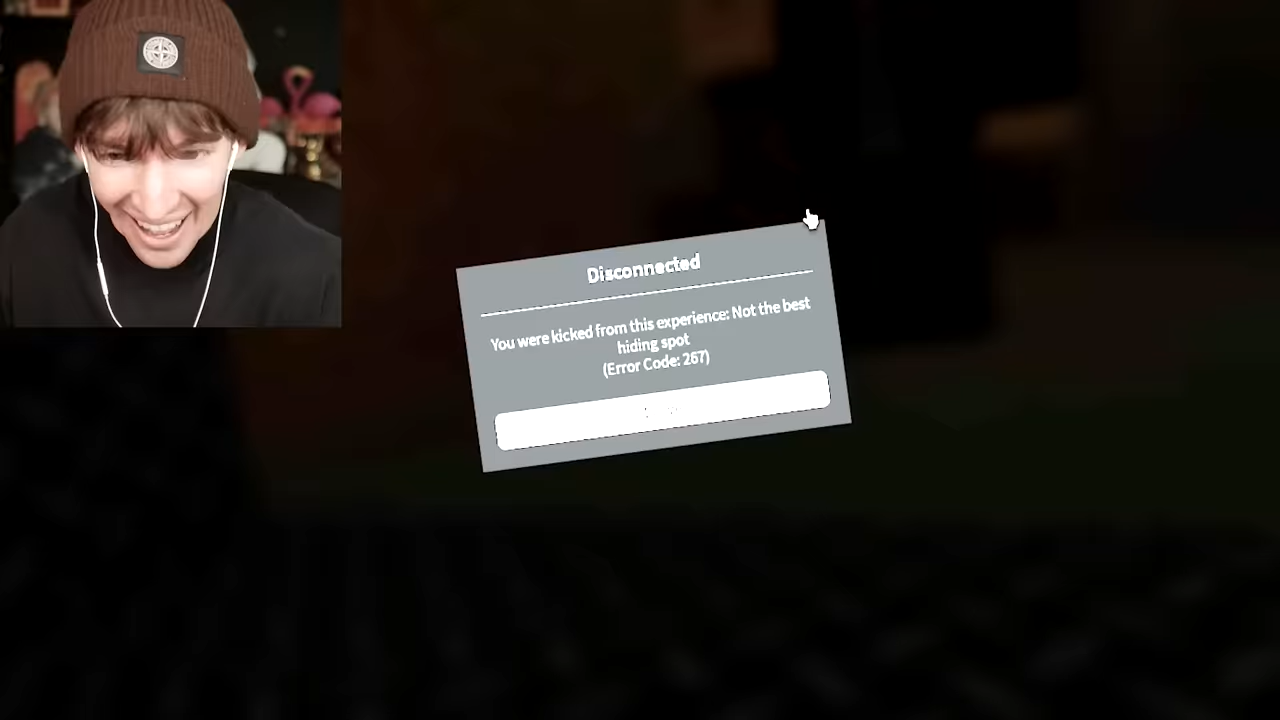 Disconnected
You were kicked from this experience: Not the best
hiding spot
(Error Code: 267)